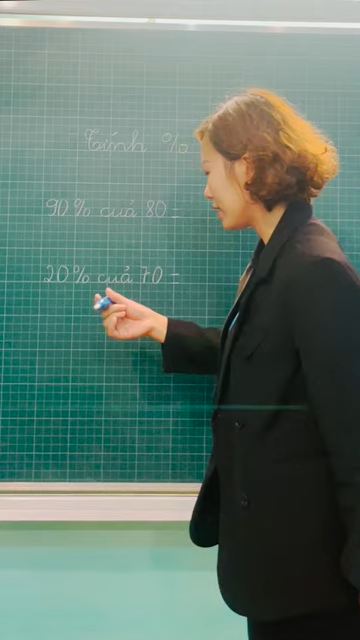 Tính %
90% của 80 =
20% của 70 =